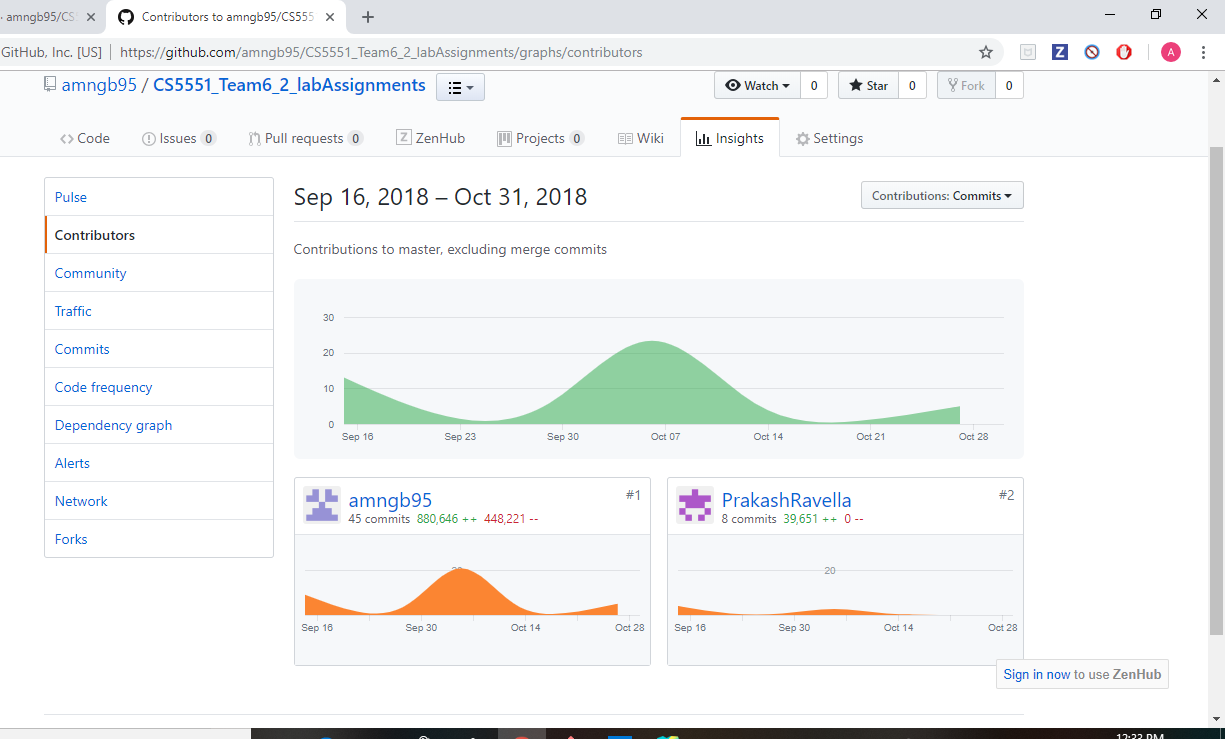 amngb95/CS
Contributors to amngb95/CS555
GitHub, Inc. [US] | https://github.com/amngb95/CS5551_Team6_2_labAssignments/graphs/contributors
Z
A
amngb95 / CS5551_Team6_2_labAssignments
Watch 0 Star 0 Fork 0
Code Issues 0 Pull requests 0 Z ZenHub Projects 0 Wiki Insights Settings
Pulse
Contributors
Community
Traffic
Commits
Code frequency
Dependency graph
Alerts
Network
Forks
Sep 16, 2018 – Oct 31, 2018
Contributions: Commits
Contributions to master, excluding merge commits
30
20
10
0
Sep 16 Sep 23 Sep 30 Oct 07 Oct 14 Oct 21 Oct 28
amngb95 #1
45 commits 880,646 ++ 448,221 --
20
Sep 16 Sep 30 Oct 14 Oct 28
PrakashRavella #2
8 commits 39,651 ++ 0 --
20
Sep 16 Sep 30 Oct 14 Oct 28
Sign in now to use ZenHub
12:33 PM